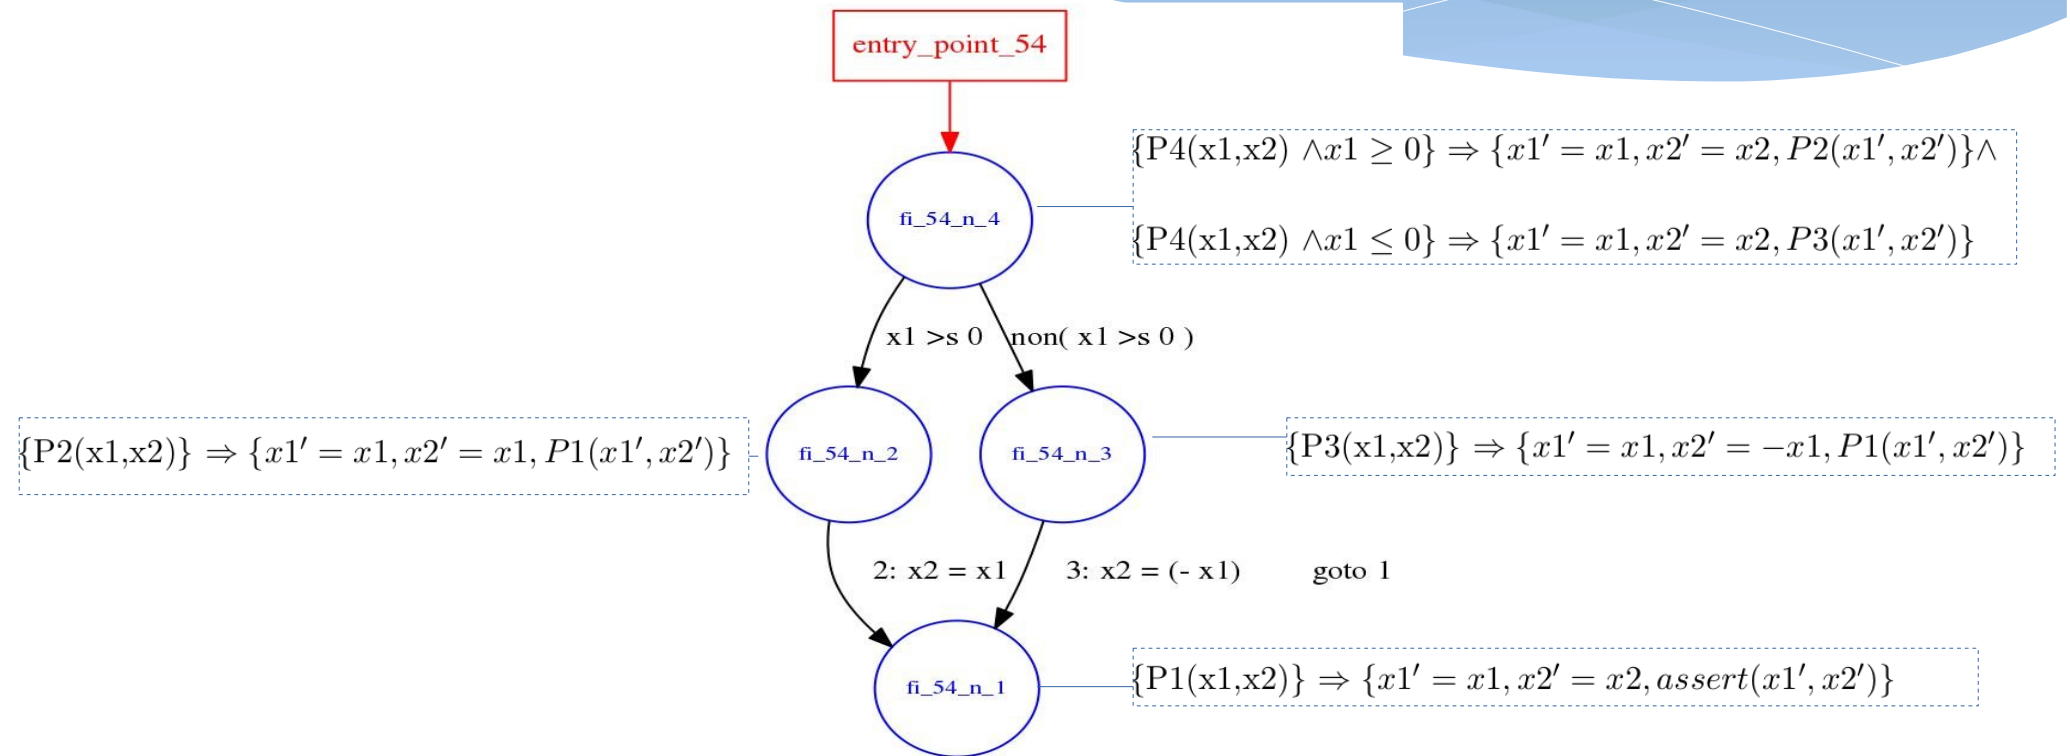 entry_point_54
{P4(x1,x2) ∧x1 ≥ 0} ⇒ {x1′ = x1, x2′ = x2, P2(x1′, x2′)}∧
fi_54_n_4
{P4(x1,x2) ∧x1 ≤ 0} ⇒ {x1′ = x1, x2′ = x2, P3(x1′, x2′)}
x1 >s 0
non( x1 >s 0 )
{P2(x1,x2)} ⇒ {x1′ = x1, x2′ = x1, P1(x1′, x2′)}
fi_54_n_2
fi_54_n_3
{P3(x1,x2)} ⇒ {x1′ = x1, x2′ = −x1, P1(x1′, x2′)}
2: x2 = x1
3: x2 = (- x1)
goto 1
fi_54_n_1
{P1(x1,x2)} ⇒ {x1′ = x1, x2′ = x2, assert(x1′, x2′)}